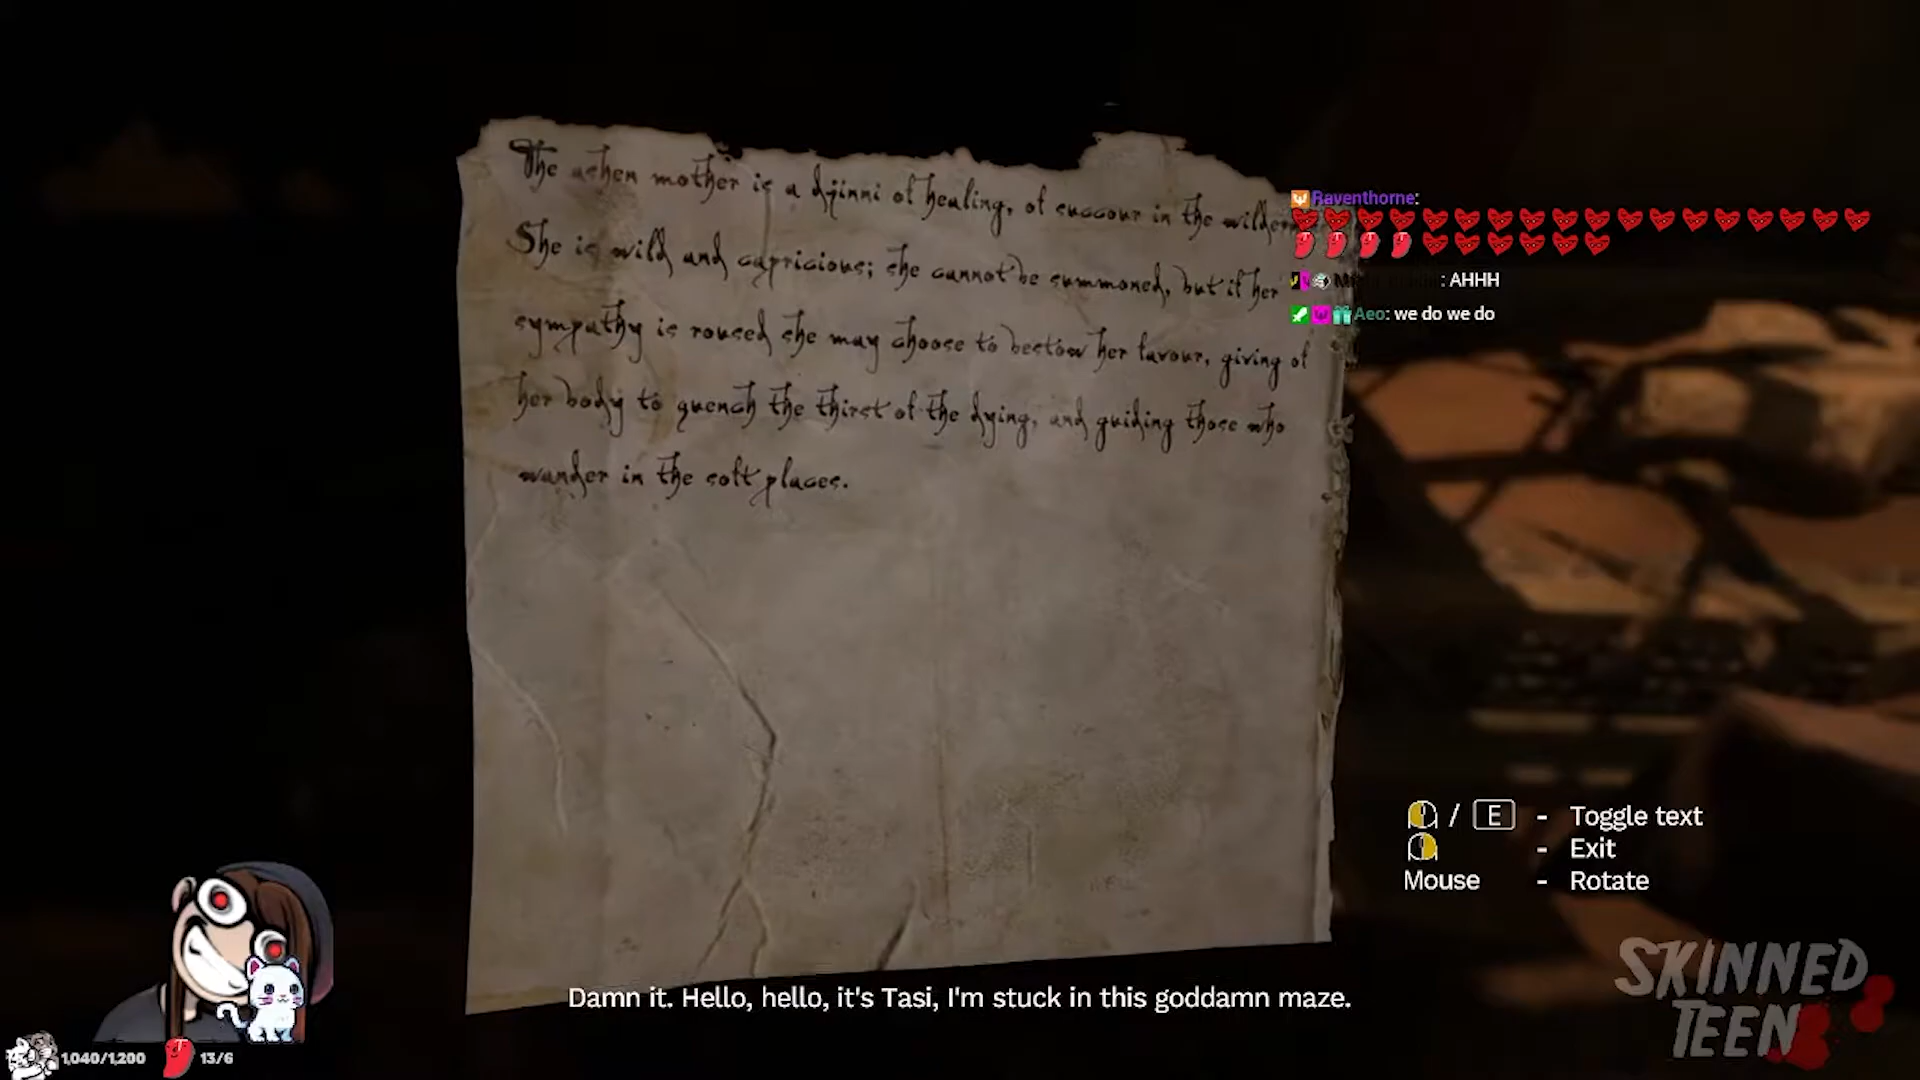 The ashen mother is a djinni of healing, of succour in the
She is wild and capricious; she cannot be summoned, but if her
sympathy is roused she may choose to bestow her favour, giving of
her body to quench the thirst of the dying, and guiding those who
wander in the soft places.
Raventhorne:
: AHHH
Aeo: we do we do
/ E - Toggle text
- Exit
Mouse - Rotate
Damn it. Hello, hello, it's Tasi, I'm stuck in this goddamn maze.
SKINNED
TEEN
1,040/1,200 13/6